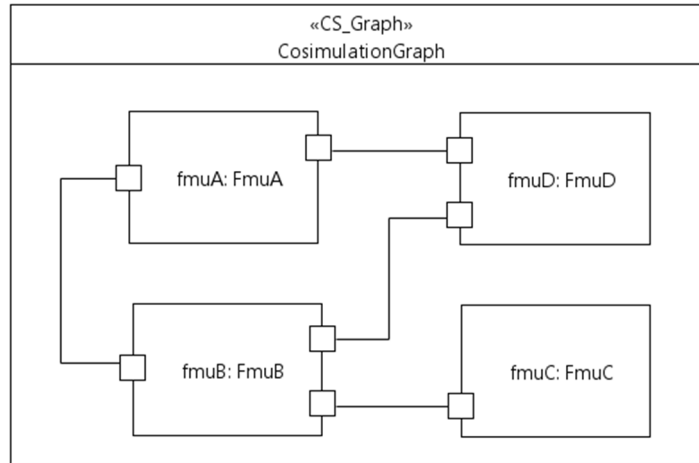 «CS_Graph»
CosimulationGraph
fmuA: FmuA
fmuD: FmuD
fmuB: FmuB
fmuC: FmuC